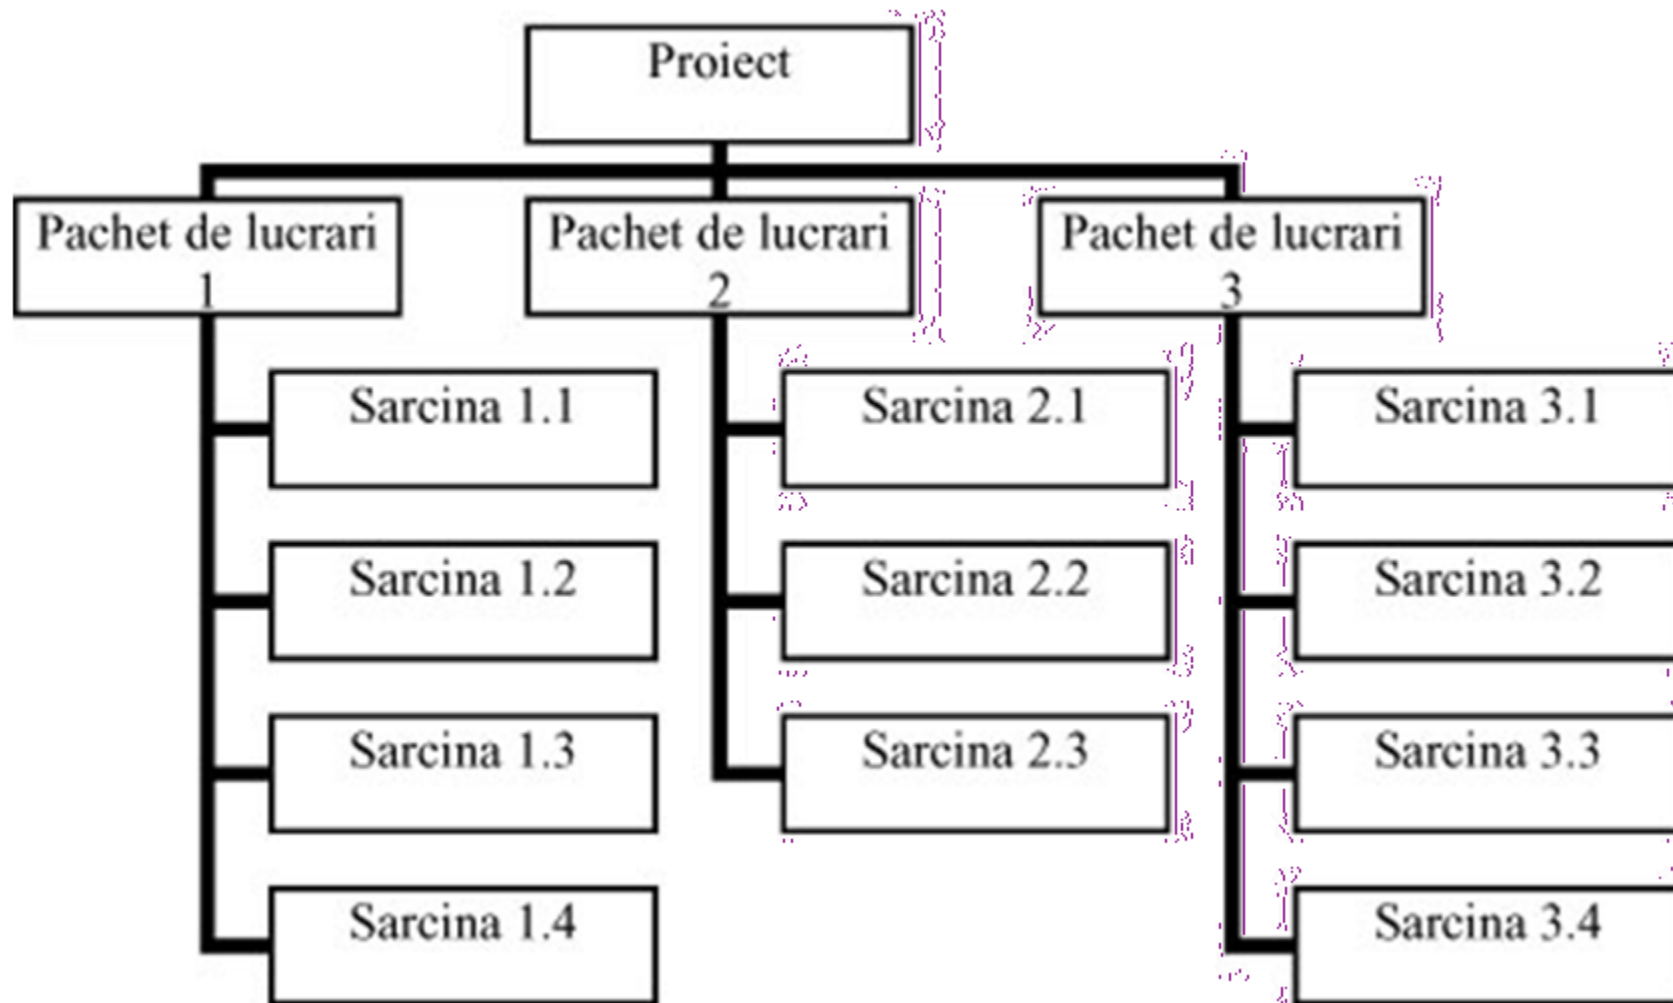 Proiect
Pachet de lucrari
1
Pachet de lucrari
2
Pachet de lucrari
3
Sarcina 1.1
Sarcina 2.1
Sarcina 3.1
Sarcina 1.2
Sarcina 2.2
Sarcina 3.2
Sarcina 1.3
Sarcina 2.3
Sarcina 3.3
Sarcina 1.4
Sarcina 3.4